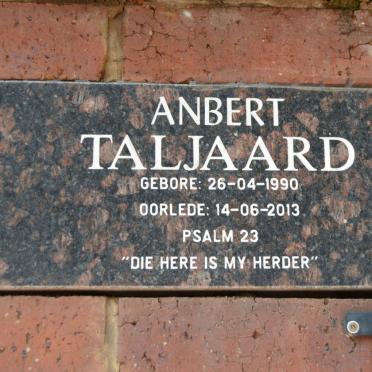 ANBERT
TALJAARD
GEBORE: 26-04-1990
OORLEDE: 14-06-2013
PSALM 23
"DIE HERE IS MY HERDER"